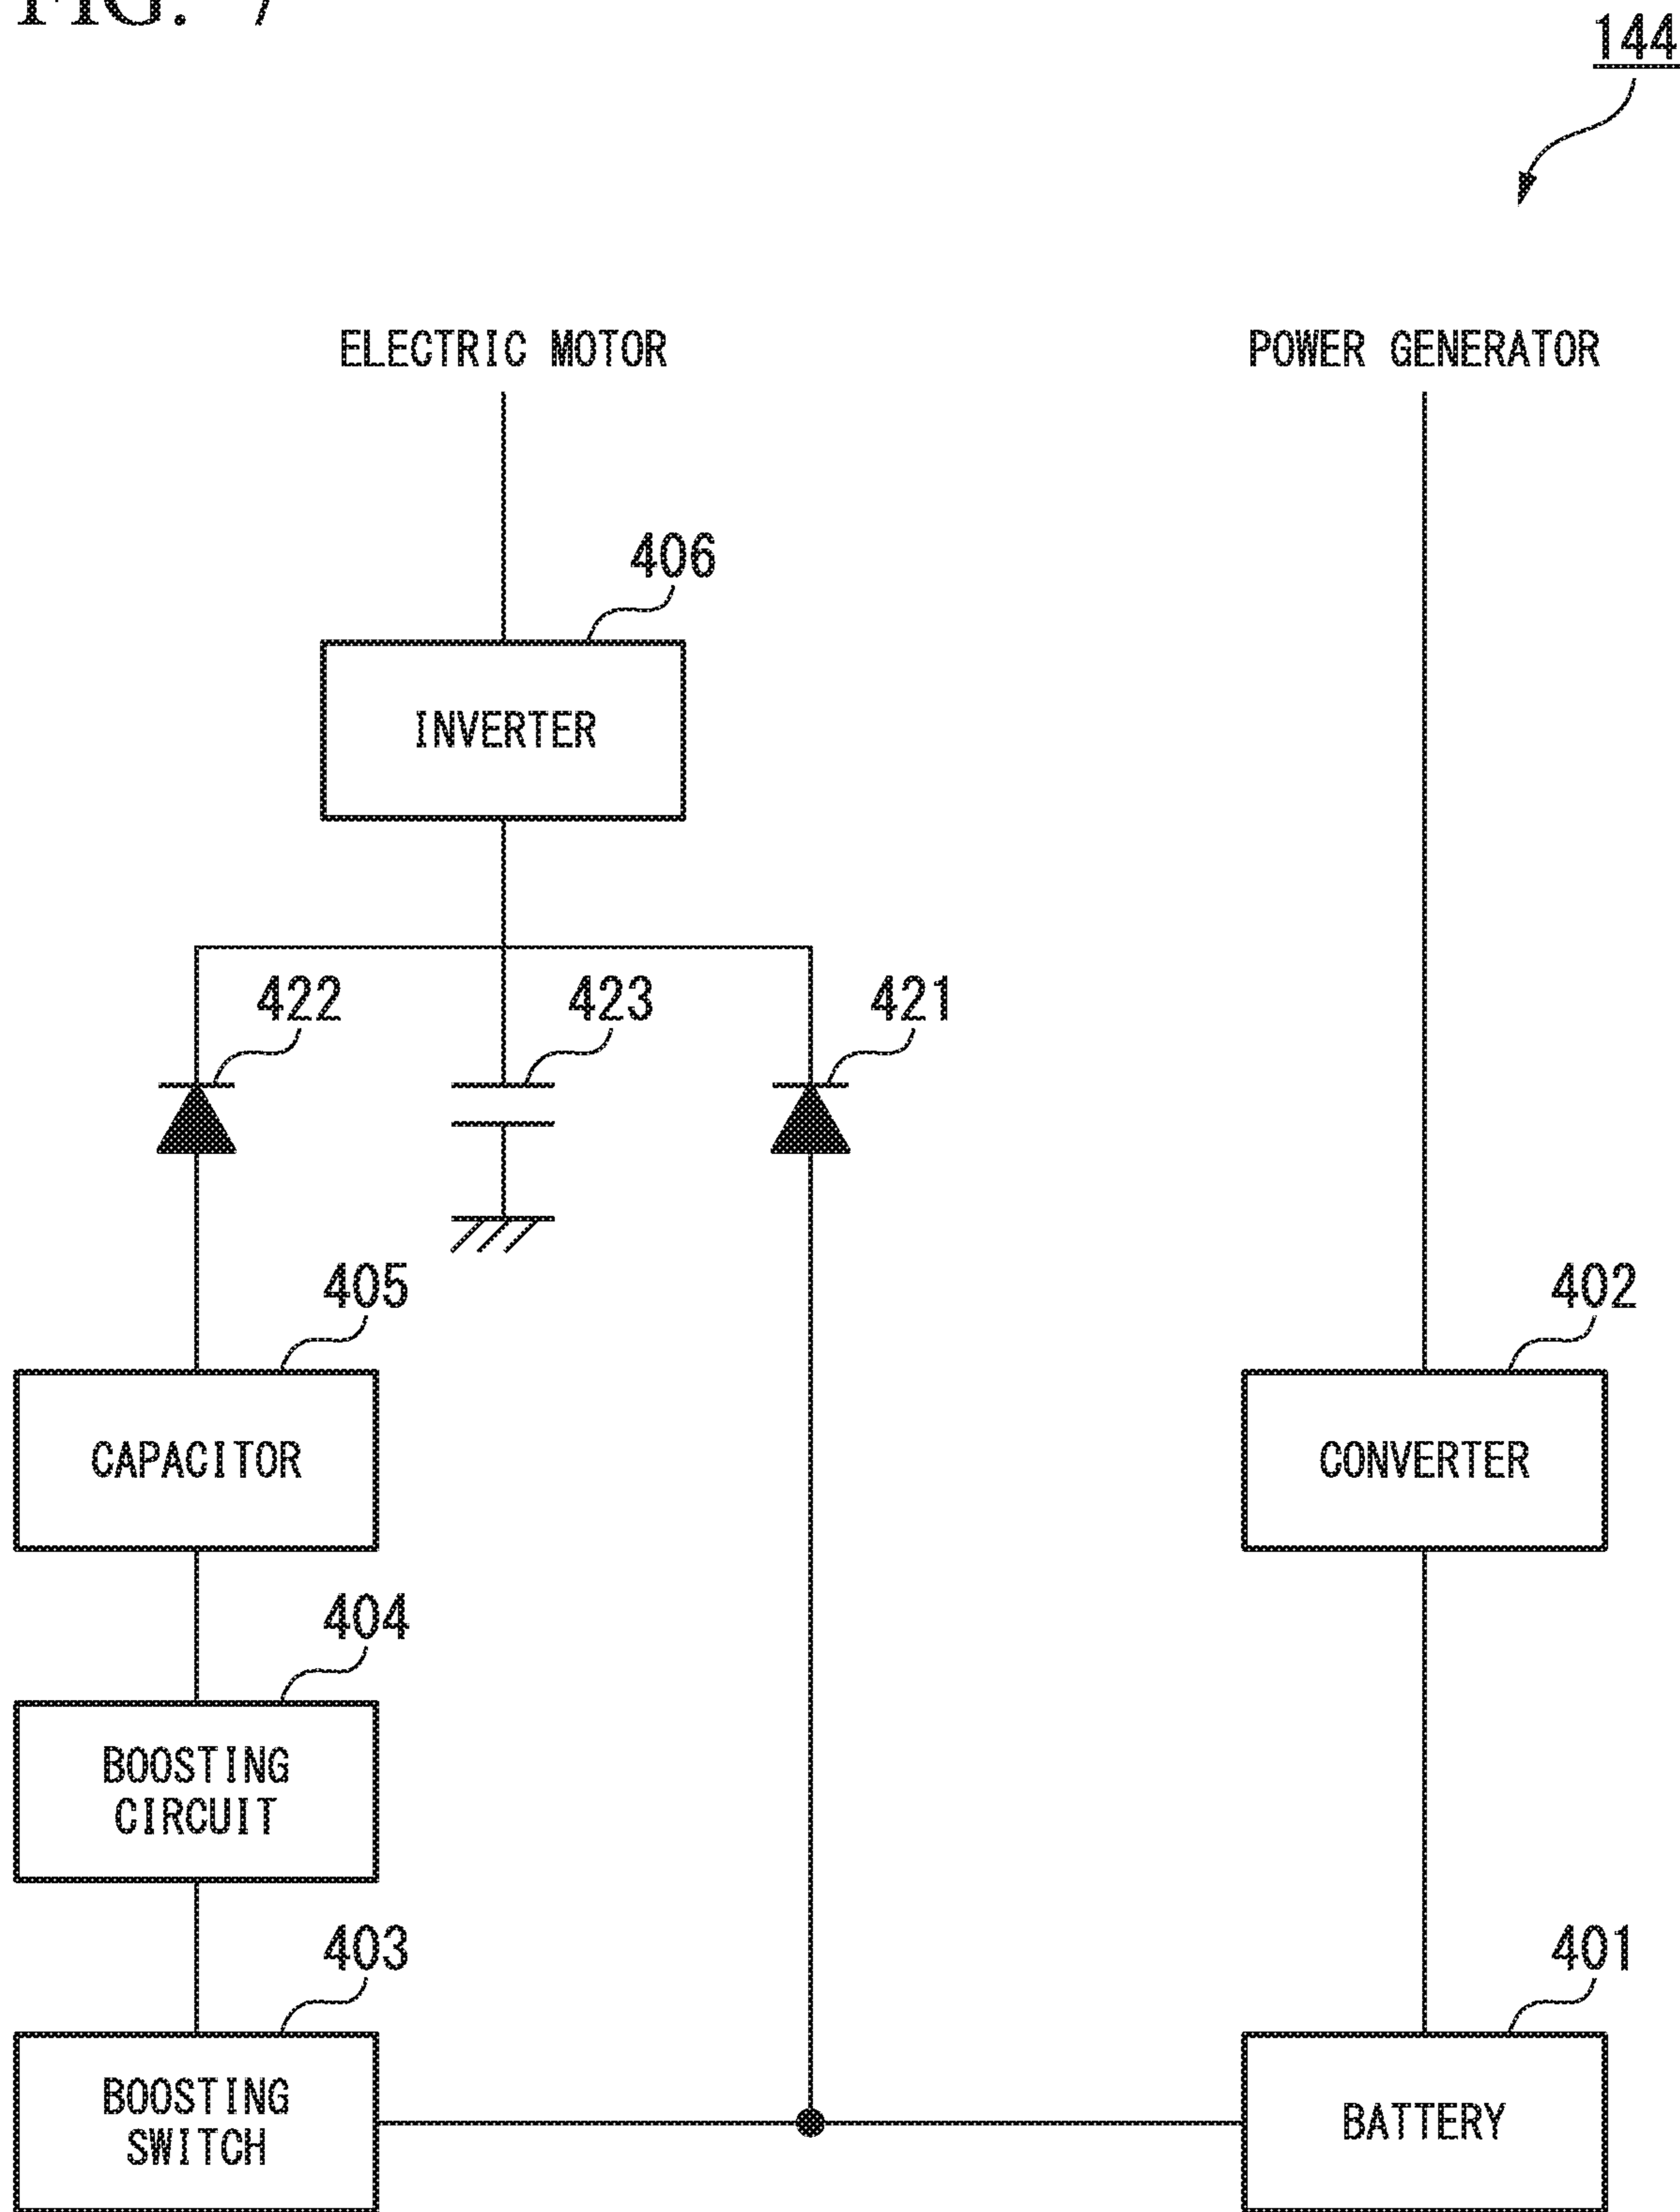 FIG. 7
144
ELECTRIC MOTOR
POWER GENERATOR
406
INVERTER
422
423
421
405
402
CAPACITOR
CONVERTER
404
BOOSTING
CIRCUIT
403
401
BOOSTING
SWITCH
BATTERY